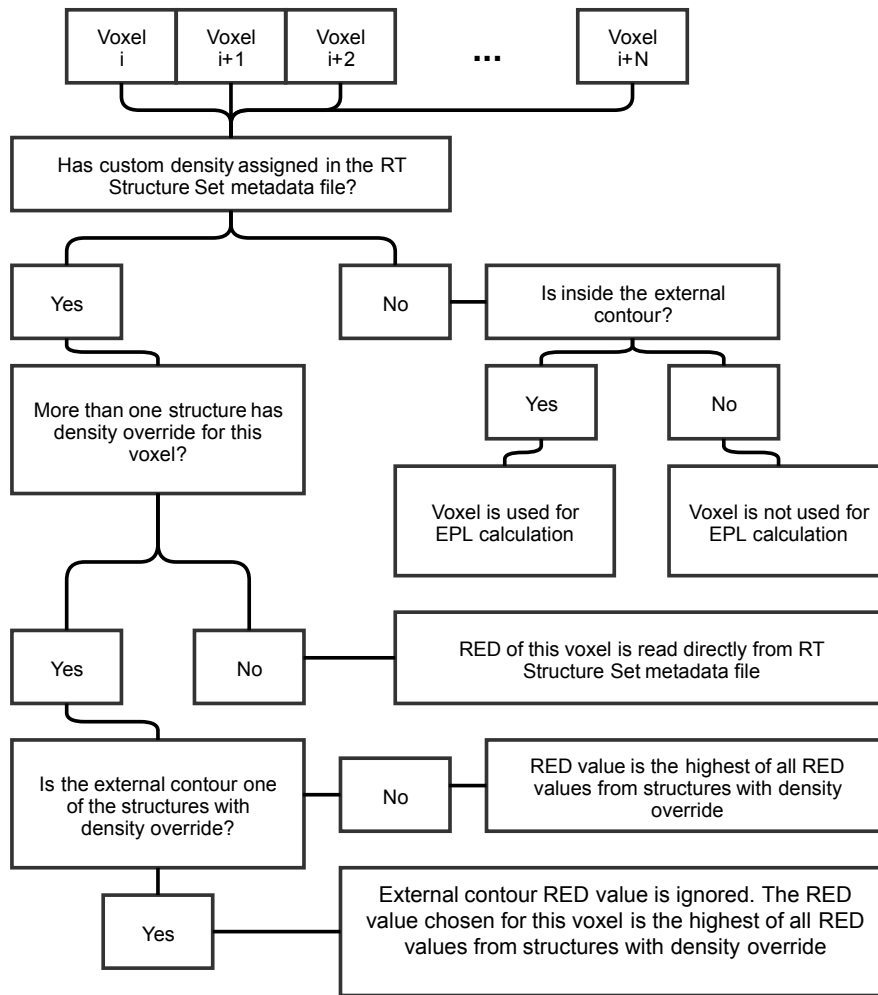 Voxel
i
Voxel
i+1
Voxel
i+2
...
Voxel
i+N
Has custom density assigned in the RT
Structure Set metadata file?
Yes
No
Is inside the external
contour?
More than one structure has
density override for this
voxel?
Yes
No
Voxel is used for
EPL calculation
Voxel is not used for
EPL calculation
Yes
No
RED of this voxel is read directly from RT
Structure Set metadata file
Is the external contour one
of the structures with
density override?
No
RED value is the highest of all RED
values from structures with density
override
Yes
External contour RED value is ignored. The RED
value chosen for this voxel is the highest of all RED
values from structures with density override